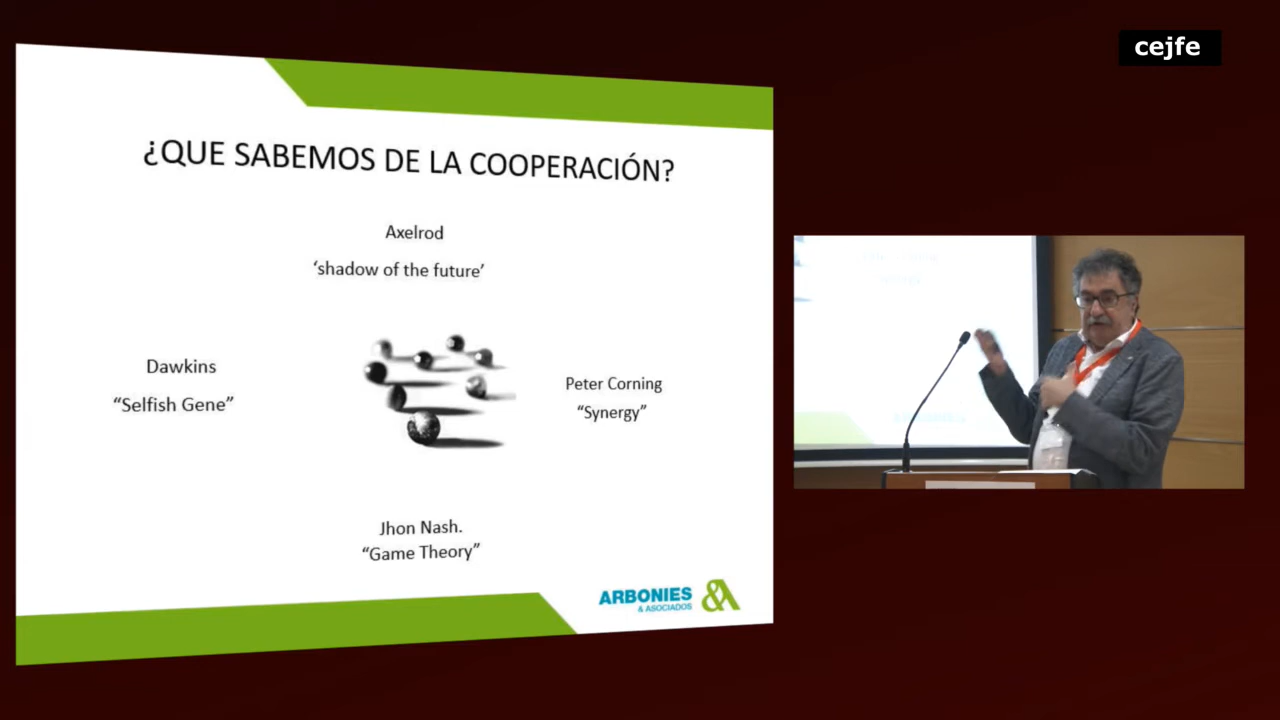 cejfe
¿QUE SABEMOS DE LA COOPERACIÓN?
Axelrod
‘shadow of the future’
Dawkins
“Selfish Gene”
Peter Corning
“Synergy”
Jhon Nash.
“Game Theory”
ARBONIES
& ASOCIADOS
&A